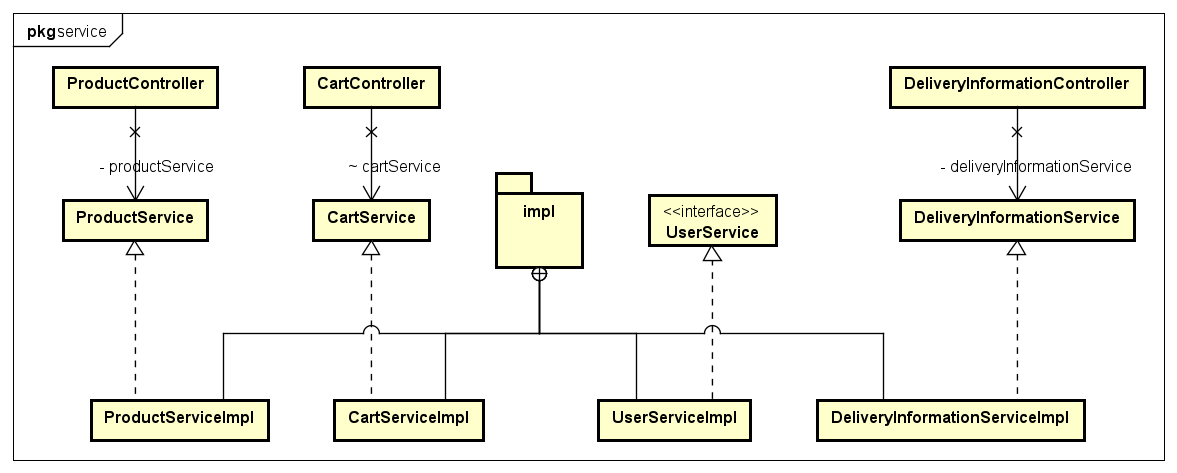 pkg service
ProductController
CartController
DeliveryInformationController
- productService
~ cartService
- deliveryInformationService
impl
<<interface>>
UserService
ProductService
CartService
DeliveryInformationService
ProductServiceImpl
CartServiceImpl
UserServiceImpl
DeliveryInformationServiceImpl